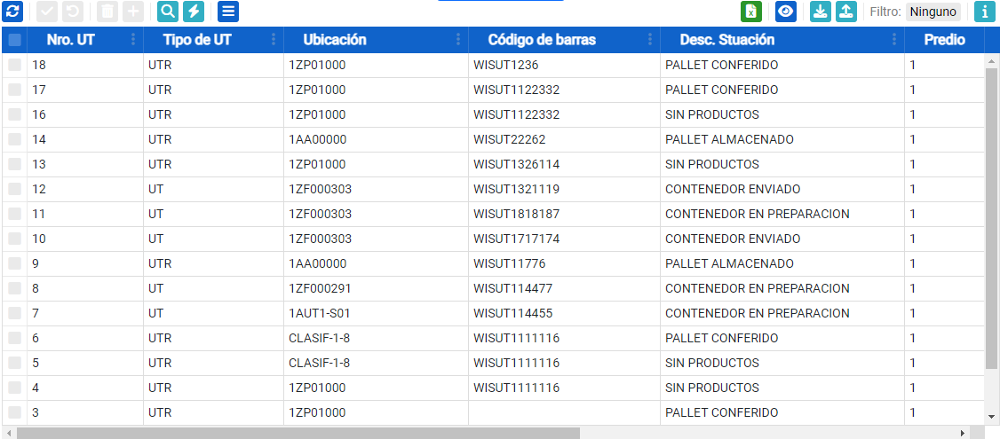 Filtro: Ninguno
Nro. UT Tipo de UT Ubicación Código de barras Desc. Stuación Predio
18 UTR 1ZP01000 WISUT1236 PALLET CONFERIDO 1
17 UTR 1ZP01000 WISUT1122332 PALLET CONFERIDO 1
16 UTR 1ZP01000 WISUT1122332 SIN PRODUCTOS 1
14 UTR 1AA00000 WISUT22262 PALLET ALMACENADO 1
13 UTR 1ZP01000 WISUT1326114 SIN PRODUCTOS 1
12 UT 1ZF000303 WISUT1321119 CONTENEDOR ENVIADO 1
11 UT 1ZF000303 WISUT1818187 CONTENEDOR EN PREPARACION 1
10 UT 1ZF000303 WISUT1717174 CONTENEDOR ENVIADO 1
9 UTR 1AA00000 WISUT11776 PALLET ALMACENADO 1
8 UT 1ZF000291 WISUT114477 CONTENEDOR EN PREPARACION 1
7 UT 1AUT1-S01 WISUT114455 CONTENEDOR EN PREPARACION 1
6 UTR CLASIF-1-8 WISUT1111116 PALLET CONFERIDO 1
5 UTR CLASIF-1-8 WISUT1111116 SIN PRODUCTOS 1
4 UTR 1ZP01000 WISUT1111116 SIN PRODUCTOS 1
3 UTR 1ZP01000 PALLET CONFERIDO 1